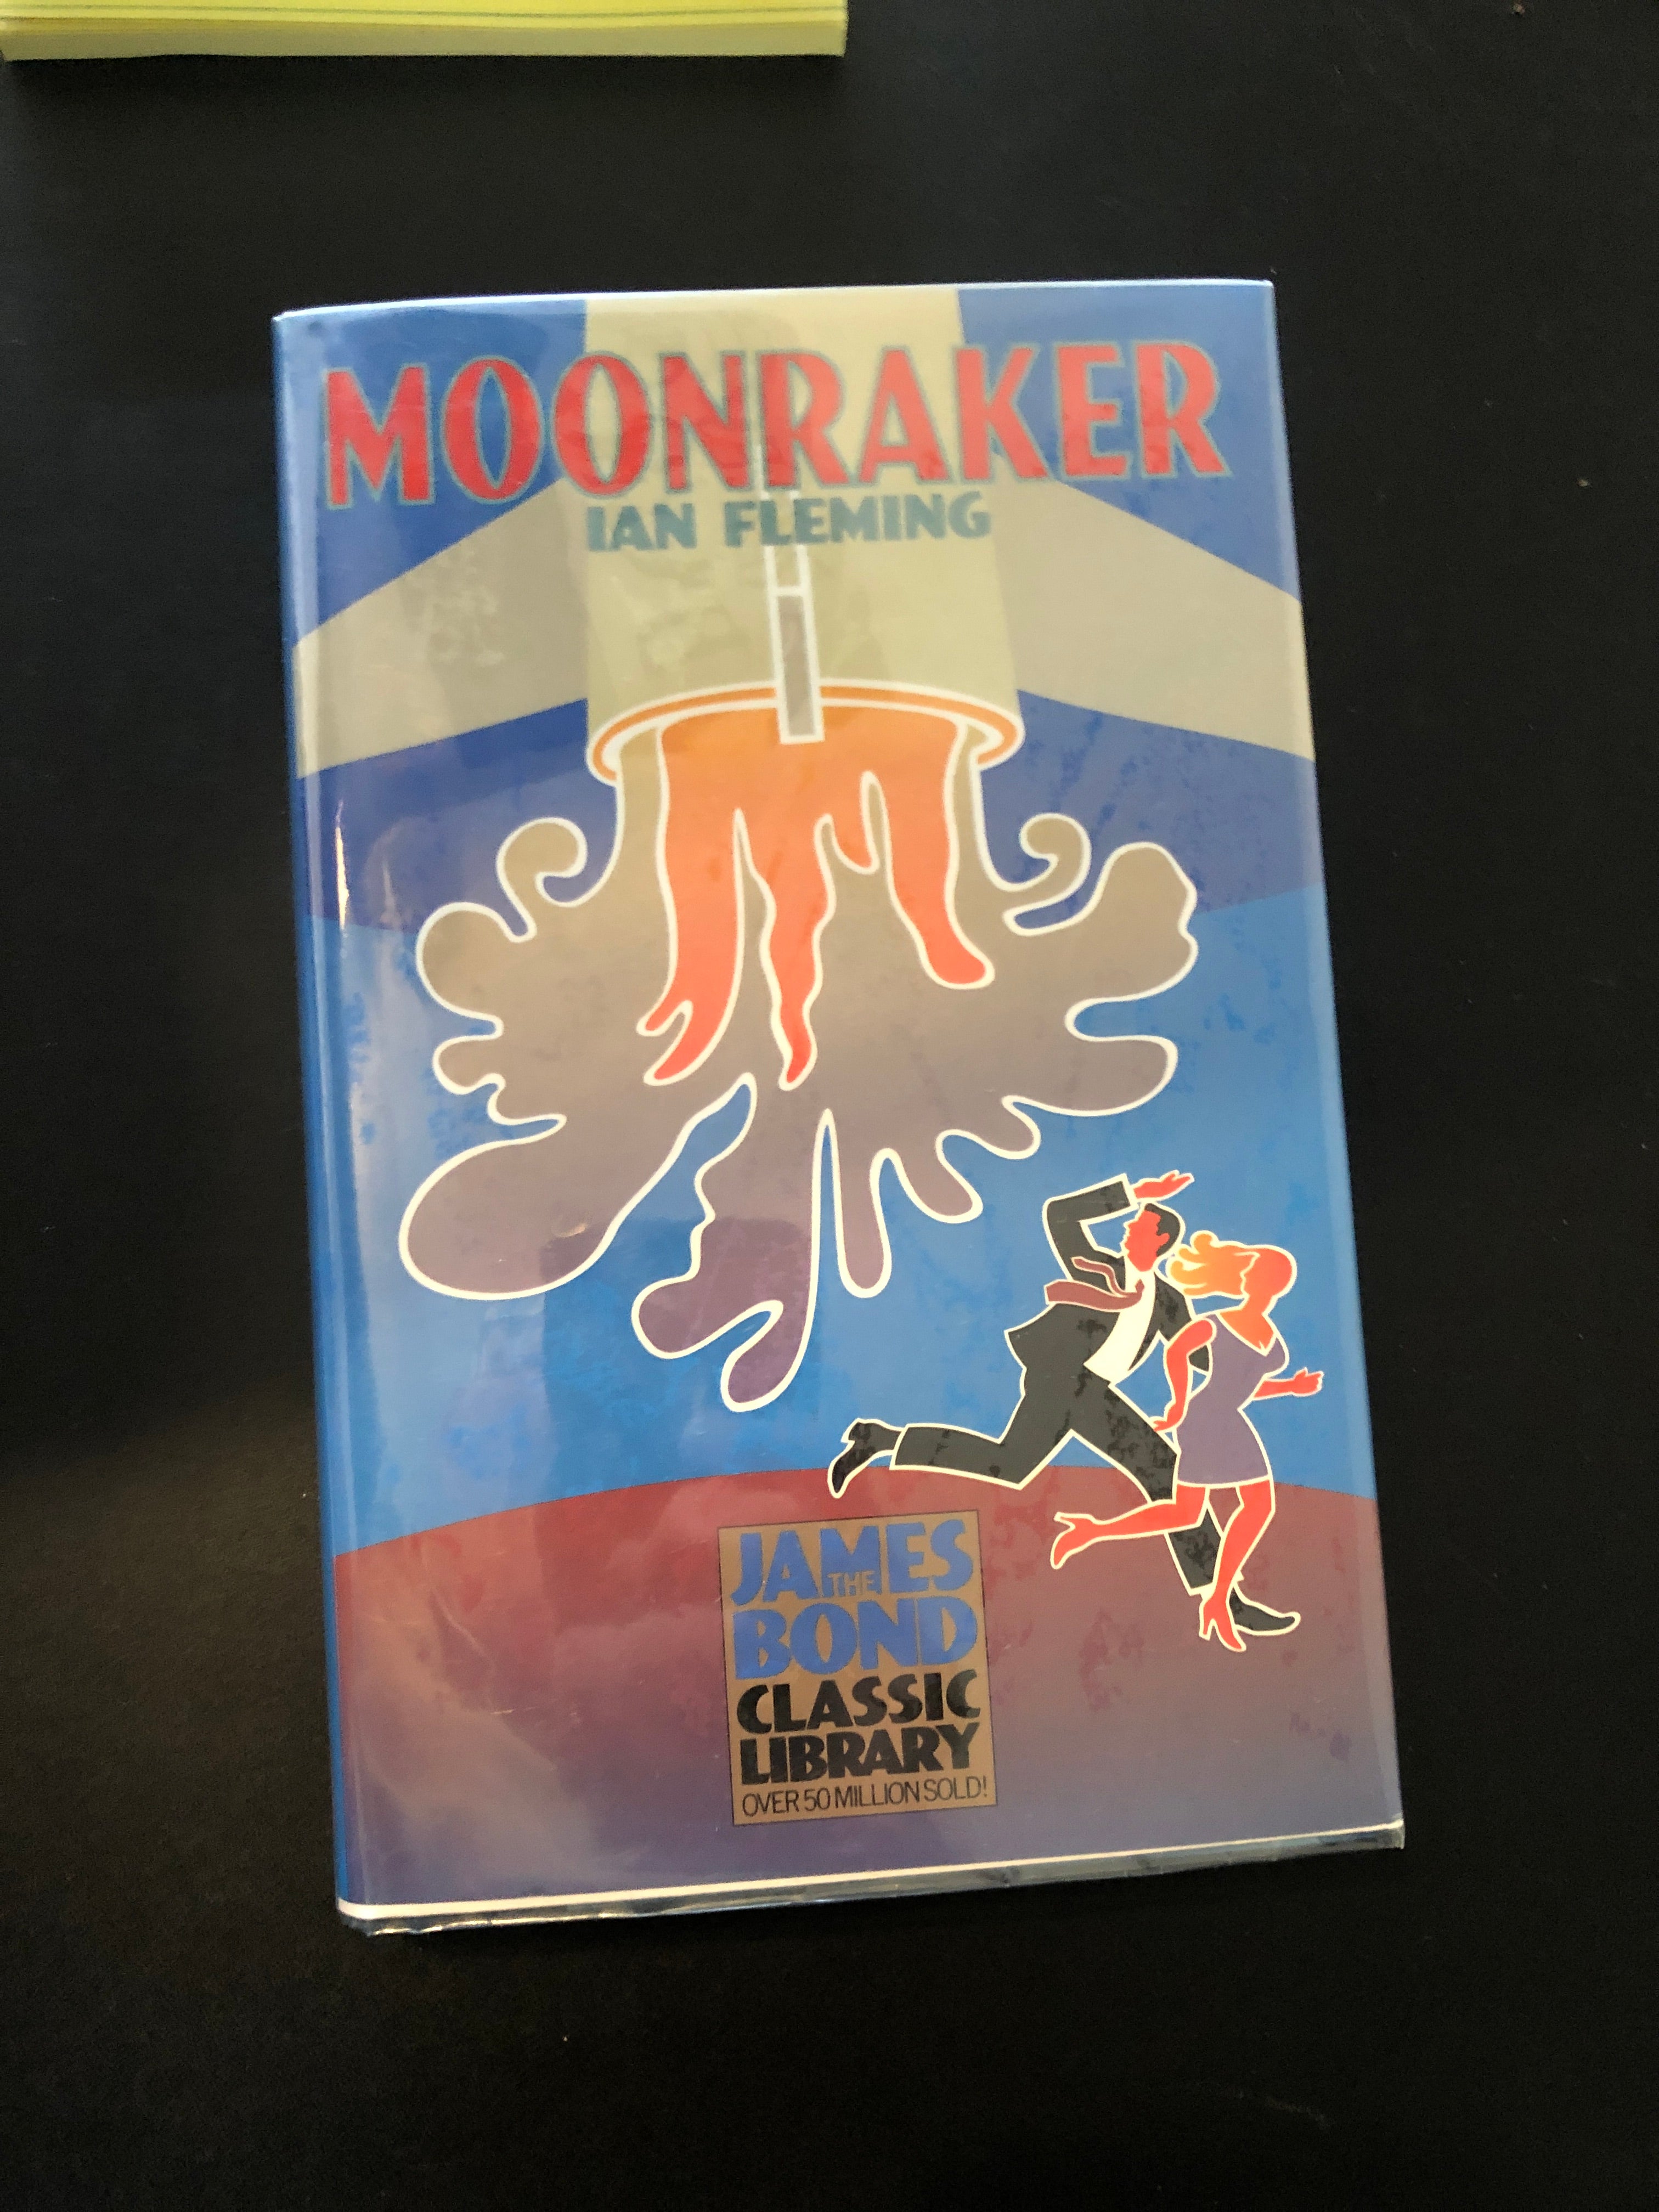 MOONRAKER
IAN FLEMING
THE
JAMES
BOND
CLASSIC
LIBRARY
OVER 50 MILLION SOLD!